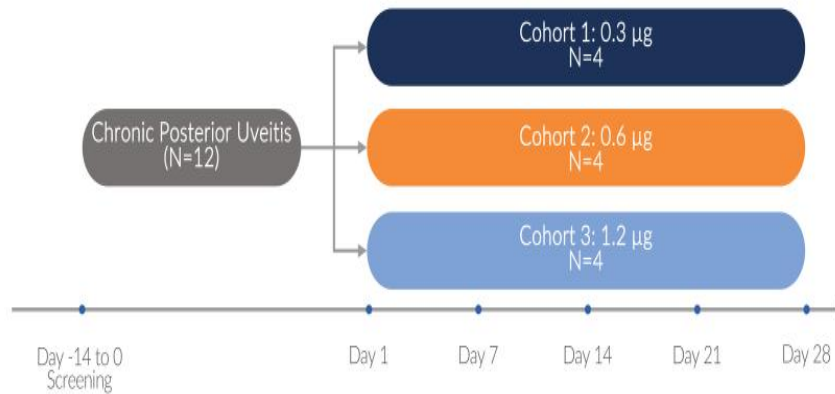 Cohort 1: 0.3 µg
N=4
Chronic Posterior Uveitis
(N=12)
Cohort 2: 0.6 µg
N=4
Cohort 3: 1.2 µg
N=4
Day -14 to 0
Screening
Day 1
Day 7
Day 14
Day 21
Day 28